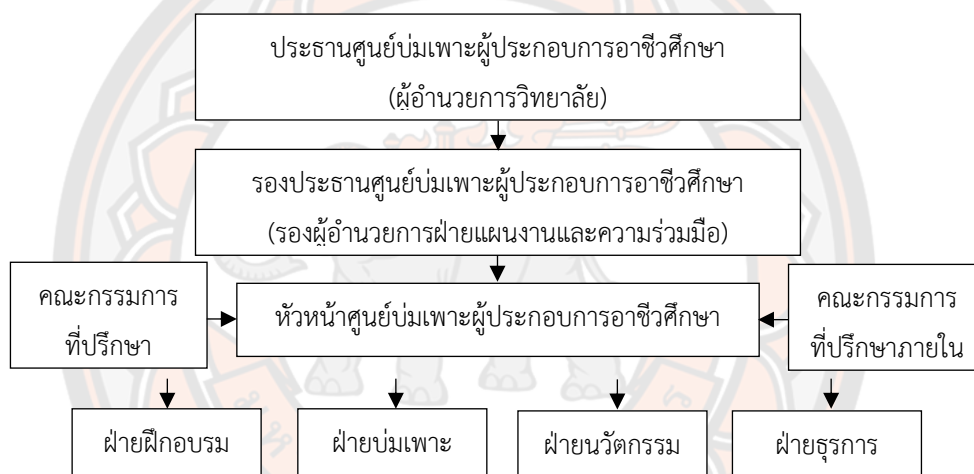 ประธานศูนย์บ่มเพาะผู้ประกอบการอาชีวศึกษา
(ผู้อำนวยการวิทยาลัย)
รองประธานศูนย์บ่มเพาะผู้ประกอบการอาชีวศึกษา
(รองผู้อำนวยการฝ่ายแผนงานและความร่วมมือ)
คณะกรรมการ
ที่ปรึกษา
หัวหน้าศูนย์บ่มเพาะผู้ประกอบการอาชีวศึกษา
คณะกรรมการ
ที่ปรึกษาภายใน
ฝ่ายฝึกอบรม
ฝ่ายบ่มเพาะ
ฝ่ายนวัตกรรม
ฝ่ายธุรการ